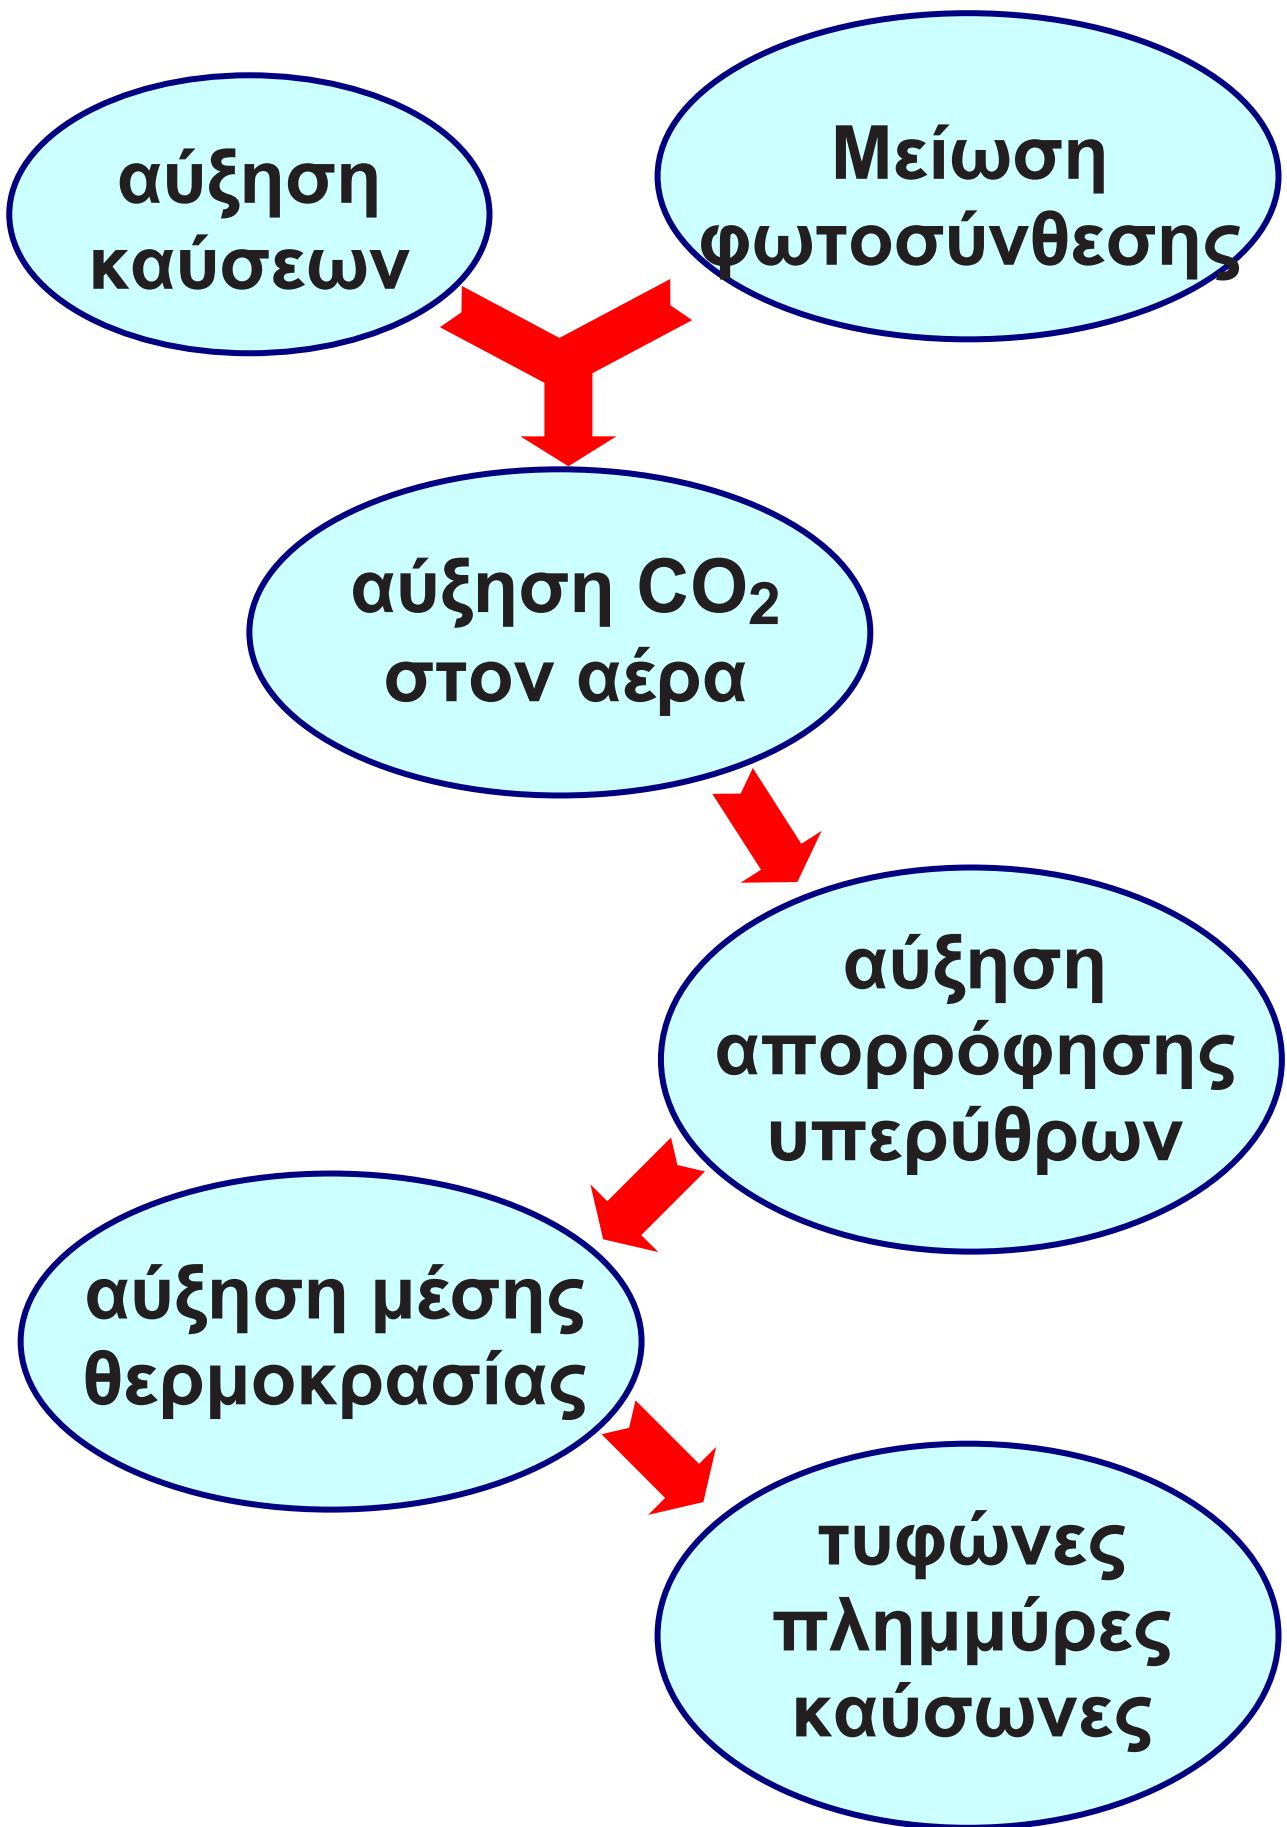 αύξηση
καύσεων
Μείωση
φωτοσύνθεσης
αύξηση CO₂
στον αέρα
αύξηση
απορρόφησης
υπερύθρων
αύξηση μέσης
θερμοκρασίας
τυφώνες
πλημμύρες
καύσωνες